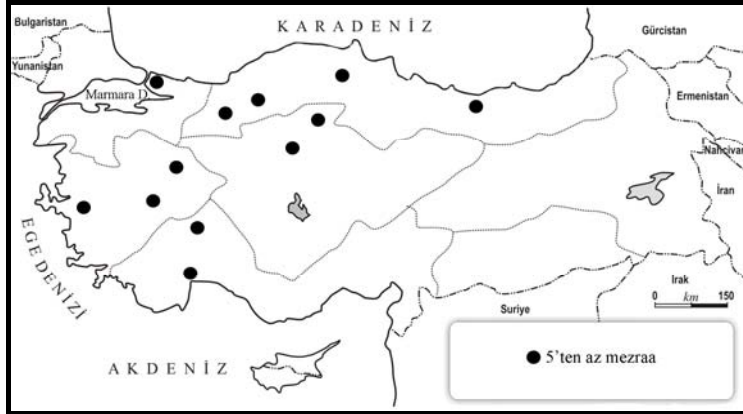 Bulgaristan
KARADENİZ
Gürcistan
Yunanistan
Marmara D
Ermenistan
Nahcivan
İran
EGE DENİZİ
Irak
0 km 150
Suriye
5'ten az mezraa
AKDENİZ